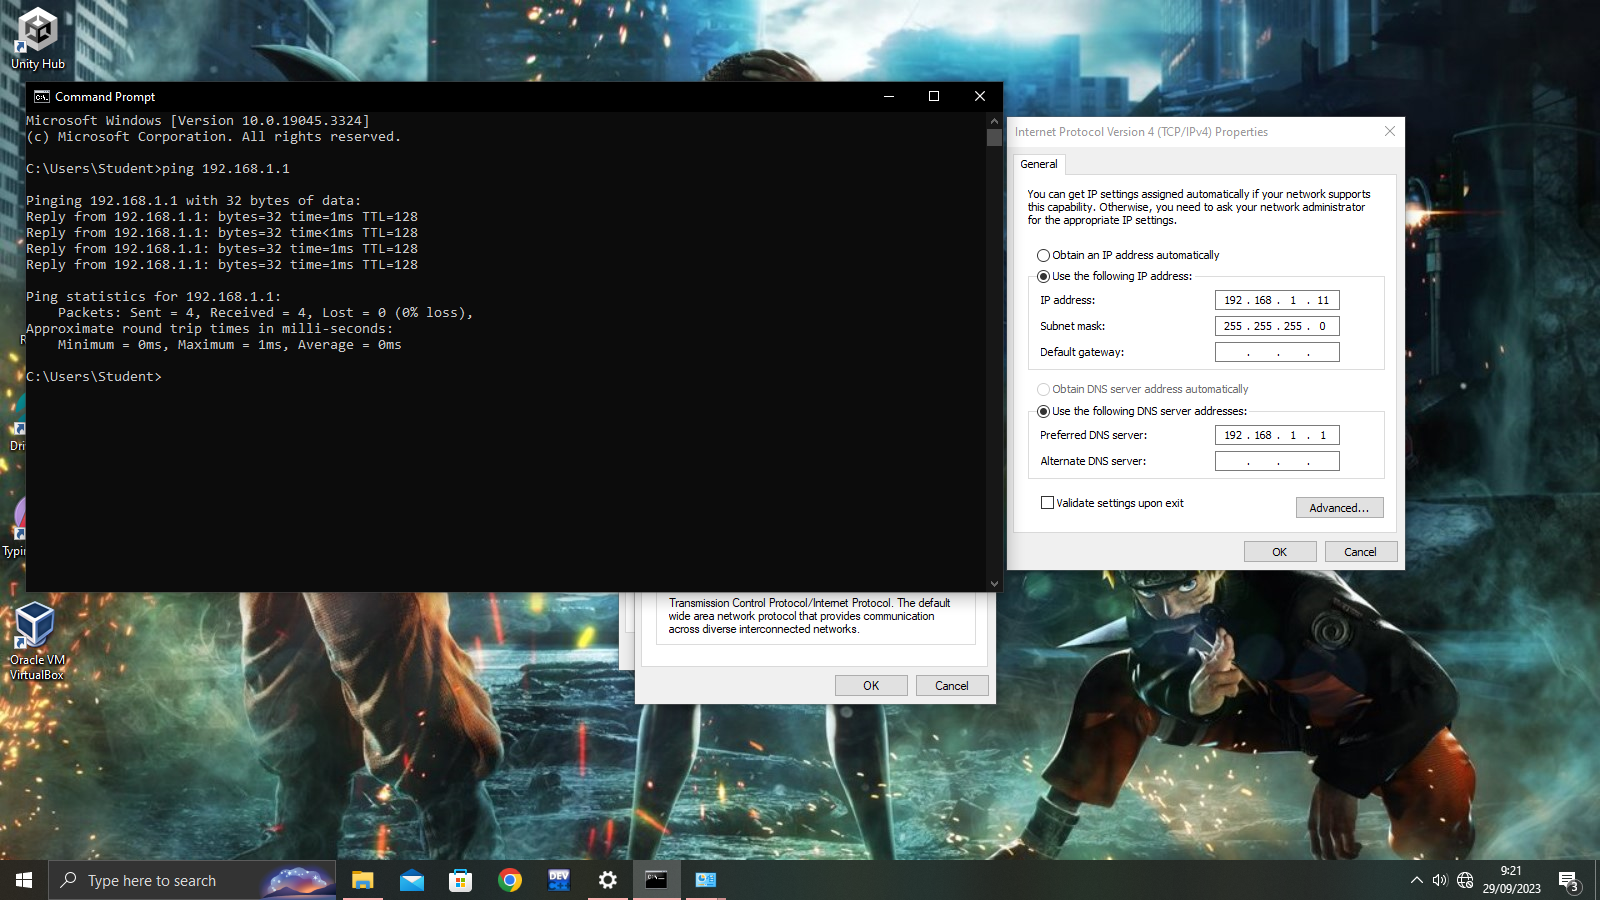 Unity Hub
Command Prompt
Microsoft Windows [Version 10.0.19045.3324]
(c) Microsoft Corporation. All rights reserved.
C:\Users\Student>ping 192.168.1.1
Pinging 192.168.1.1 with 32 bytes of data:
Reply from 192.168.1.1: bytes=32 time=1ms TTL=128
Reply from 192.168.1.1: bytes=32 time<1ms TTL=128
Reply from 192.168.1.1: bytes=32 time=1ms TTL=128
Reply from 192.168.1.1: bytes=32 time=1ms TTL=128
Ping statistics for 192.168.1.1:
Packets: Sent = 4, Received = 4, Lost = 0 (0% loss),
Approximate round trip times in milli-seconds:
Minimum = 0ms, Maximum = 1ms, Average = 0ms
C:\Users\Student>
Internet Protocol Version 4 (TCP/IPv4) Properties
General
You can get IP settings assigned automatically if your network supports
this capability. Otherwise, you need to ask your network administrator
for the appropriate IP settings.
Obtain an IP address automatically
Use the following IP address:
IP address: 192 . 168 . 1 . 11
Subnet mask: 255 . 255 . 255 . 0
Default gateway: . . .
Obtain DNS server address automatically
Use the following DNS server addresses:
Preferred DNS server: 192 . 168 . 1 . 1
Alternate DNS server: . . .
Validate settings upon exit
Advanced...
OK Cancel
Transmission Control Protocol/Internet Protocol. The default
wide area network protocol that provides communication
across diverse interconnected networks.
OK Cancel
R
Dri
Typin
Oracle VM
VirtualBox
Type here to search
DEV
9:21
29/09/2023
3